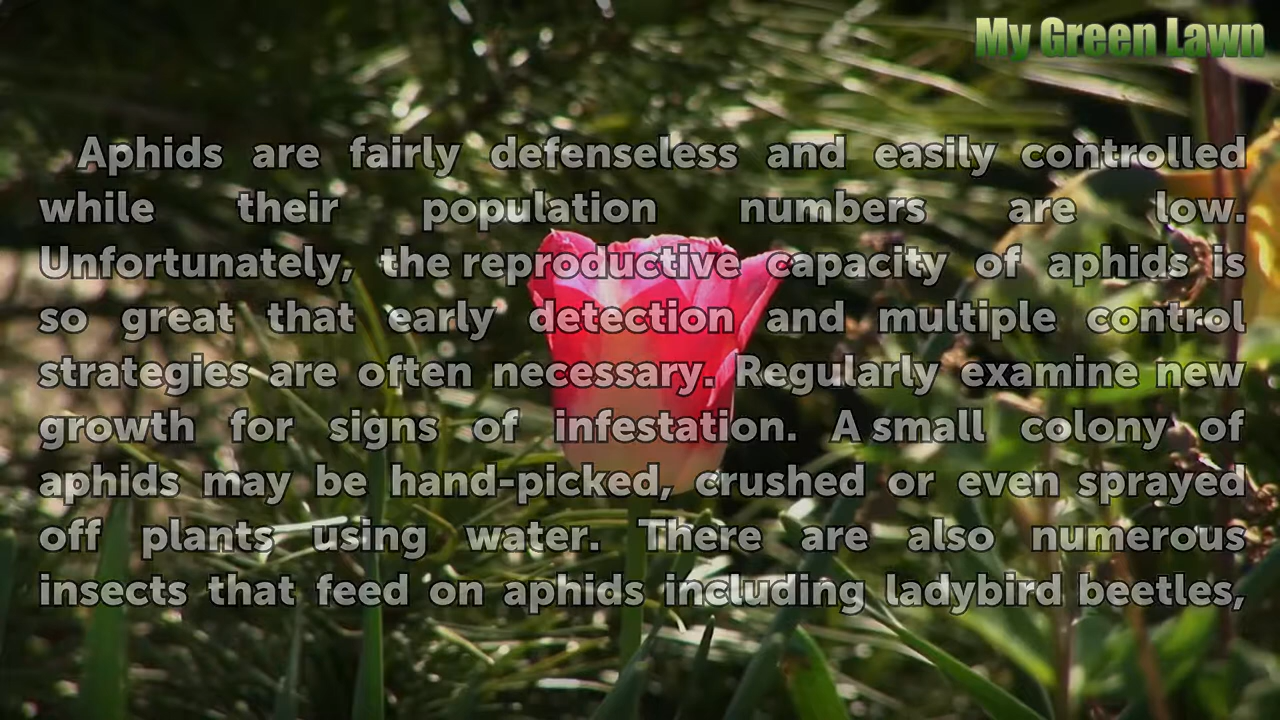 My Green Lawn
Aphids are fairly defenseless and easily controlled
while their population numbers are low.
Unfortunately, the reproductive capacity of aphids is
so great that early detection and multiple control
strategies are often necessary. Regularly examine new
growth for signs of infestation. A small colony of
aphids may be hand-picked, crushed or even sprayed
off plants using water. There are also numerous
insects that feed on aphids including ladybird beetles,